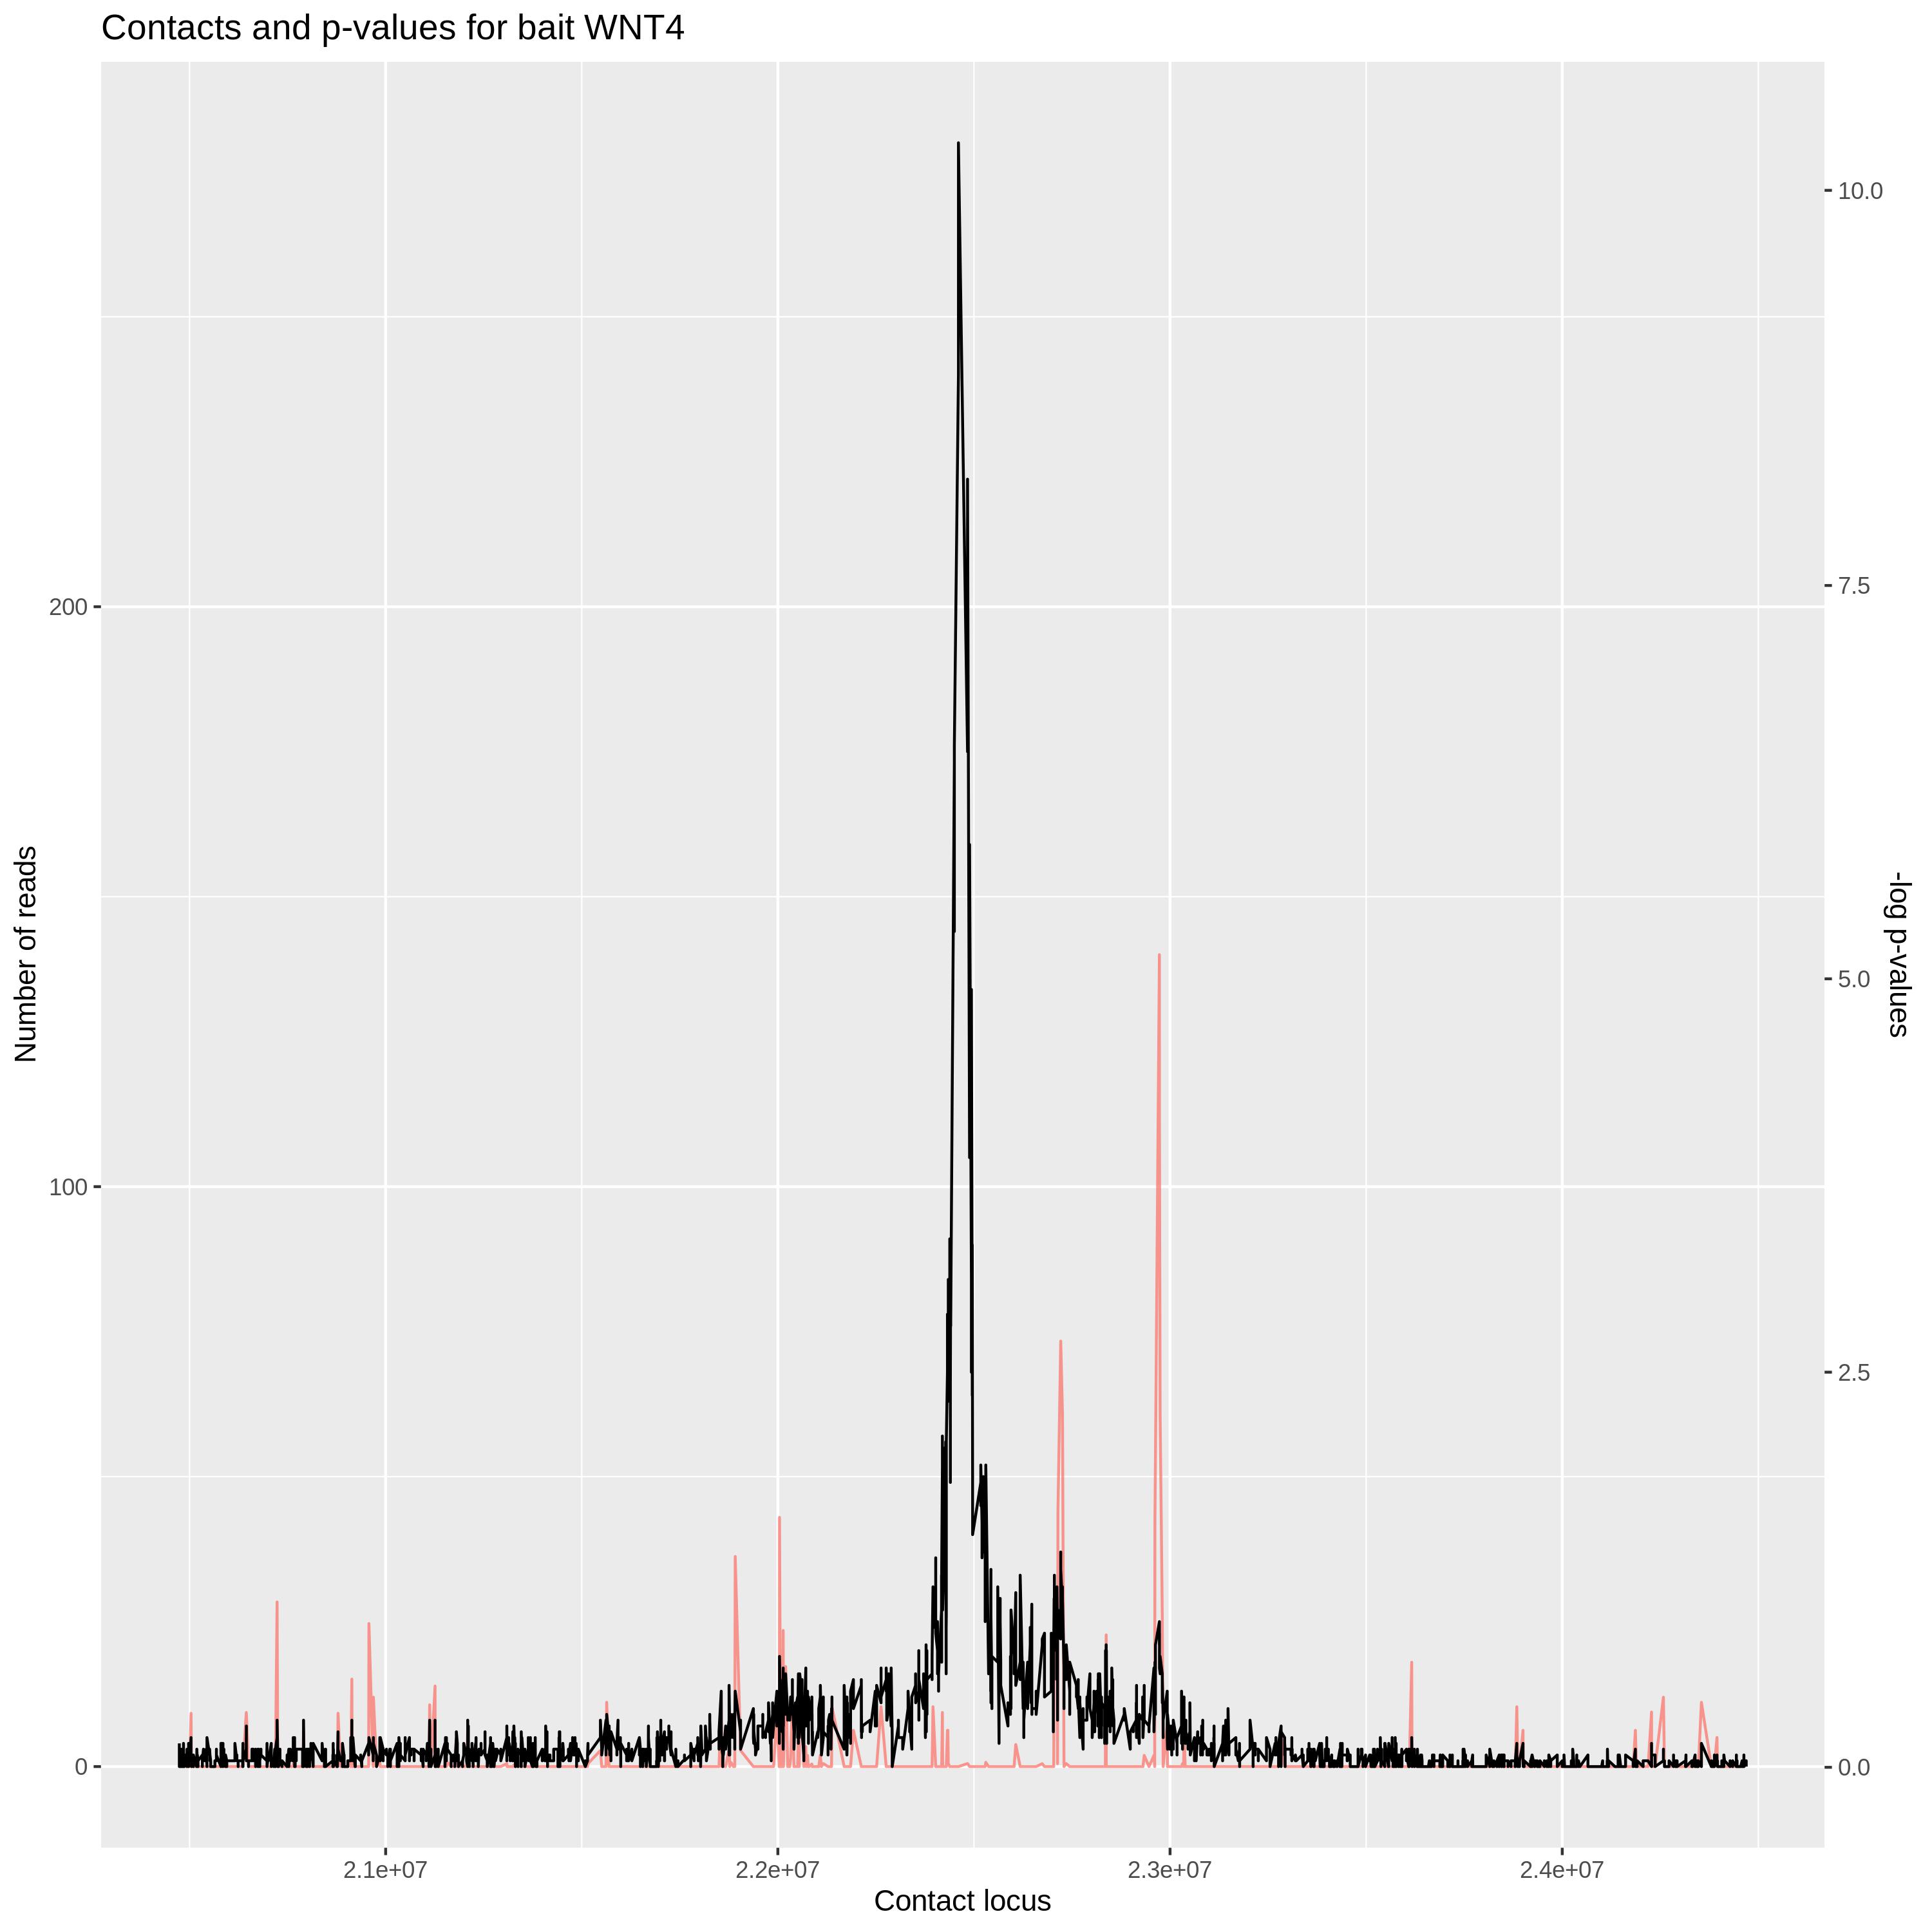 Contacts and p-values for bait WNT4
10.0
200
7.5
Number of reads
-log p-values
5.0
100
2.5
0
0.0
2.1e+07
2.2e+07
2.3e+07
2.4e+07
Contact locus